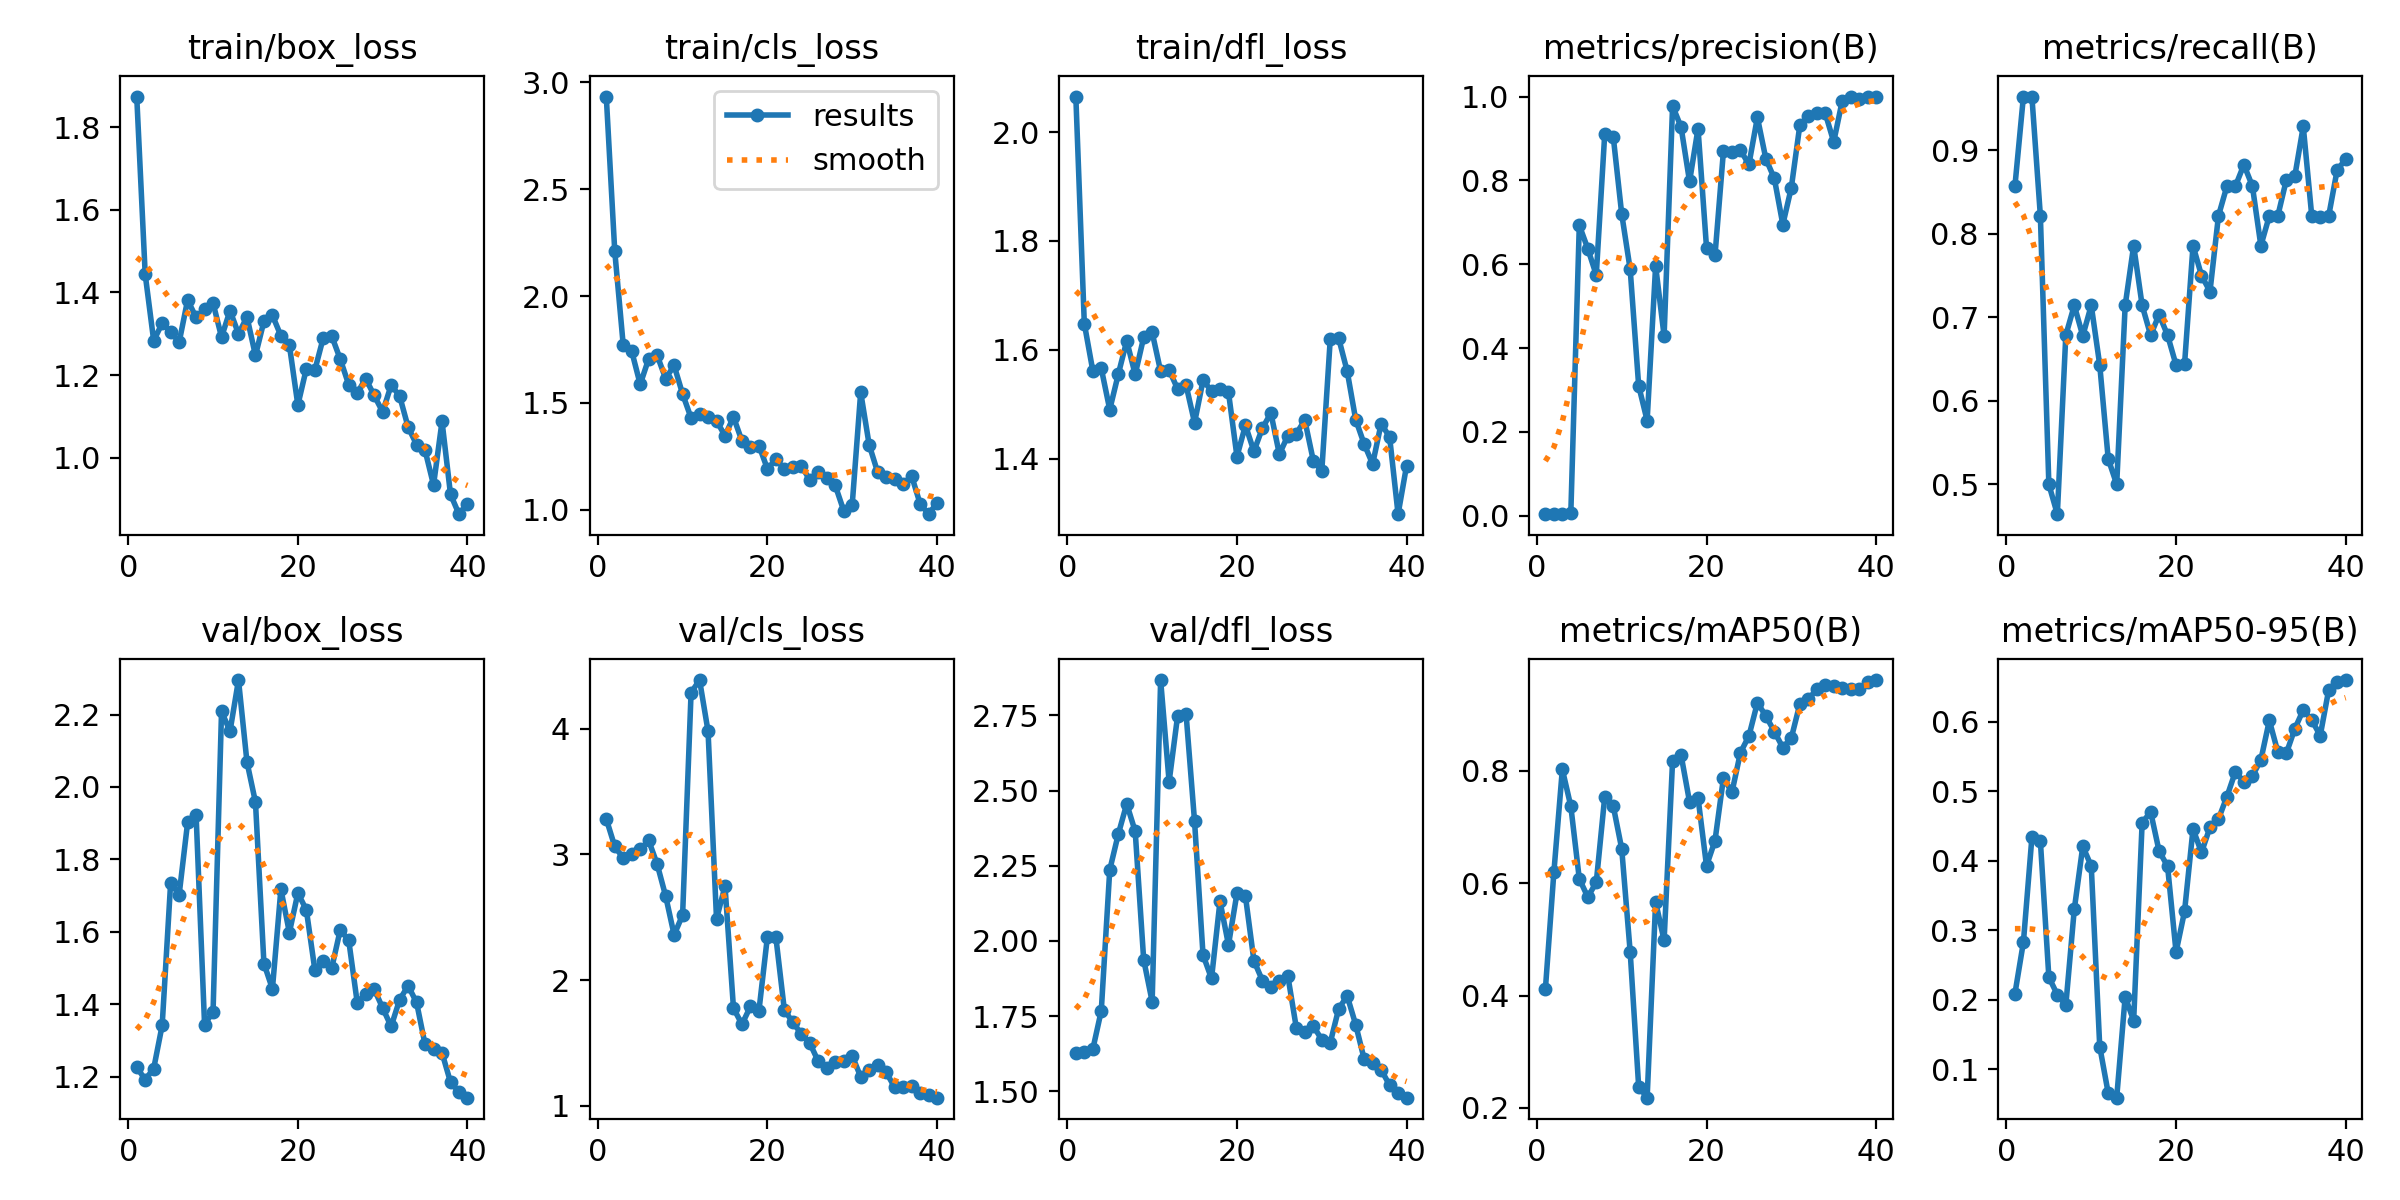 train/box_loss
train/cls_loss
train/dfl_loss
metrics/precision(B)
metrics/recall(B)
1.8
1.6
1.4
1.2
1.0
0 20 40
3.0
2.5
2.0
1.5
1.0
results
smooth
0 20 40
2.0
1.8
1.6
1.4
0 20 40
1.0
0.8
0.6
0.4
0.2
0.0
0 20 40
0.9
0.8
0.7
0.6
0.5
0 20 40
val/box_loss
val/cls_loss
val/dfl_loss
metrics/mAP50(B)
metrics/mAP50-95(B)
2.2
2.0
1.8
1.6
1.4
1.2
0 20 40
4
3
2
1
0 20 40
2.75
2.50
2.25
2.00
1.75
1.50
0 20 40
0.8
0.6
0.4
0.2
0 20 40
0.6
0.5
0.4
0.3
0.2
0.1
0 20 40